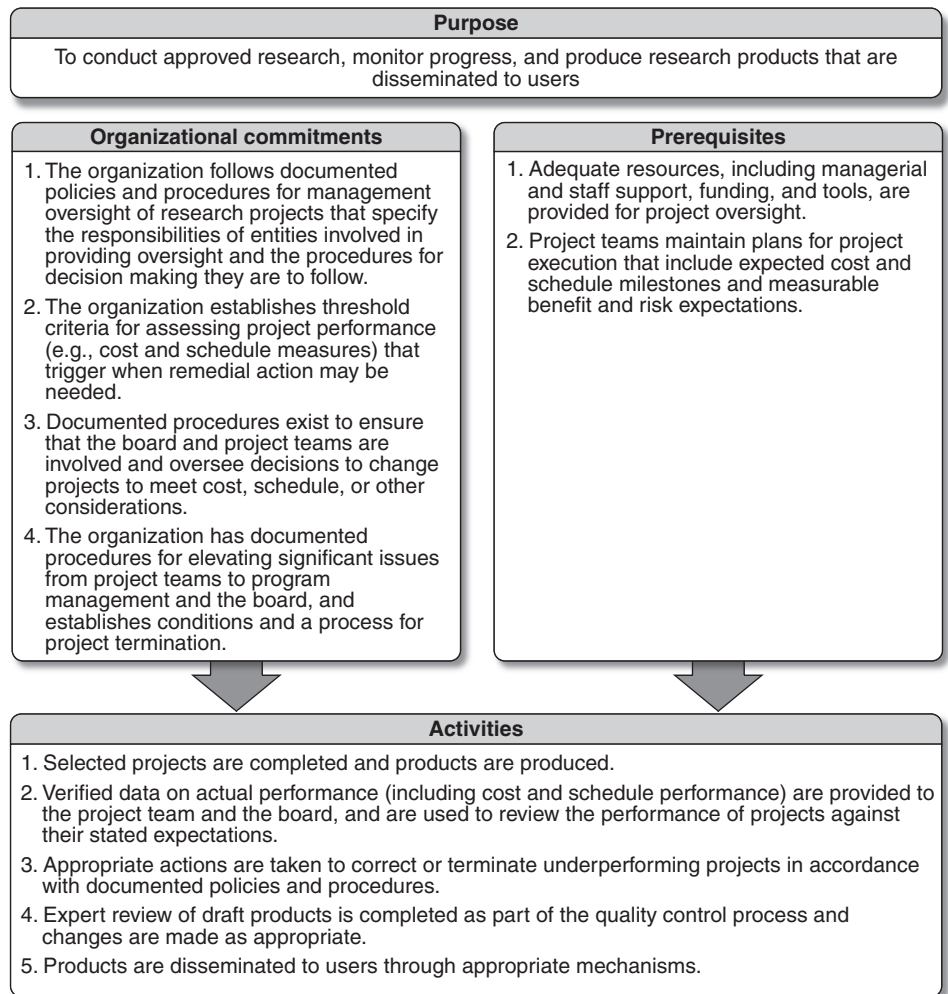 Purpose
To conduct approved research, monitor progress, and produce research products that are
disseminated to users
Organizational commitments
1. The organization follows documented
policies and procedures for management
oversight of research projects that specify
the responsibilities of entities involved in
providing oversight and the procedures for
decision making they are to follow.
2. The organization establishes threshold
criteria for assessing project performance
(e.g., cost and schedule measures) that
trigger when remedial action may be
needed.
3. Documented procedures exist to ensure
that the board and project teams are
involved and oversee decisions to change
projects to meet cost, schedule, or other
considerations.
4. The organization has documented
procedures for elevating significant issues
from project teams to program
management and the board, and
establishes conditions and a process for
project termination.
Prerequisites
1. Adequate resources, including managerial
and staff support, funding, and tools, are
provided for project oversight.
2. Project teams maintain plans for project
execution that include expected cost and
schedule milestones and measurable
benefit and risk expectations.
Activities
1. Selected projects are completed and products are produced.
2. Verified data on actual performance (including cost and schedule performance) are provided to
the project team and the board, and are used to review the performance of projects against
their stated expectations.
3. Appropriate actions are taken to correct or terminate underperforming projects in accordance
with documented policies and procedures.
4. Expert review of draft products is completed as part of the quality control process and
changes are made as appropriate.
5. Products are disseminated to users through appropriate mechanisms.